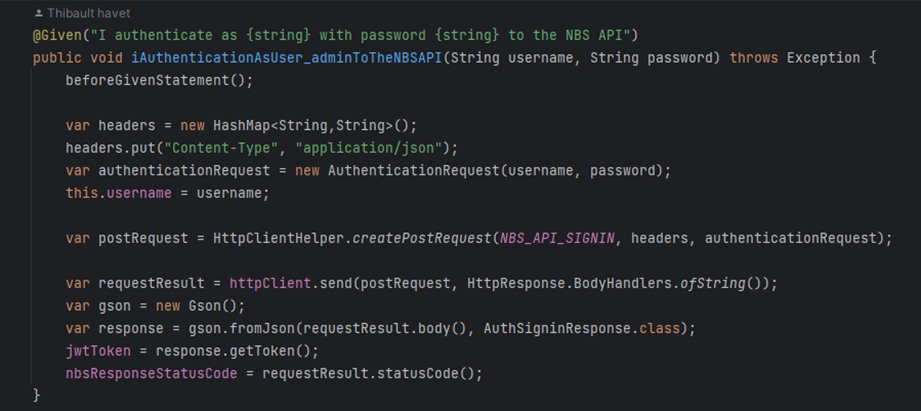 Thibault havet
@Given("I authenticate as {string} with password {string} to the NBS API")
public void iAuthenticationAsUser_adminToTheNBSAPI(String username, String password) throws Exception {
beforeGivenStatement();
var headers = new HashMap<String,String>();
headers.put("Content-Type", "application/json");
var authenticationRequest = new AuthenticationRequest(username, password);
this.username = username;
var postRequest = HttpClientHelper.createPostRequest(NBS_API_SIGNIN, headers, authenticationRequest);
var requestResult = httpClient.send(postRequest, HttpResponse.BodyHandlers.ofString());
var gson = new Gson();
var response = gson.fromJson(requestResult.body(), AuthSigninResponse.class);
jwtToken = response.getToken();
nbsResponseStatusCode = requestResult.statusCode();
}